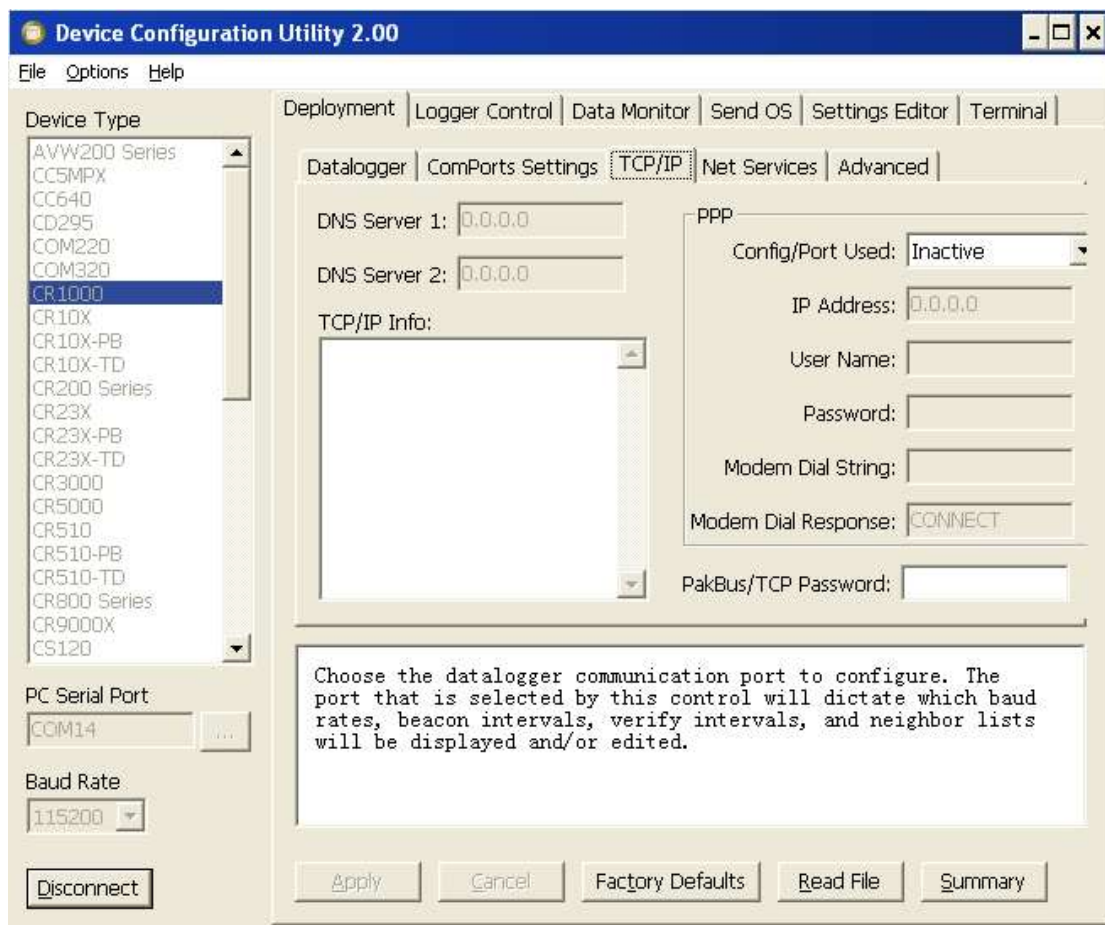 Device Configuration Utility 2.00
File Options Help
Device Type
AVW200 Series
CC5MPX
CC640
CD295
COM220
COM320
CR1000
CR10X
CR10X-PB
CR10X-TD
CR200 Series
CR23X
CR23X-PB
CR23X-TD
CR3000
CR5000
CR510
CR510-PB
CR510-TD
CR800 Series
CR9000X
CS120
PC Serial Port
COM14
...
Baud Rate
115200
Disconnect
Deployment Logger Control Data Monitor Send OS Settings Editor Terminal
Datalogger ComPorts Settings TCP/IP Net Services Advanced
DNS Server 1: 0.0.0.0
DNS Server 2: 0.0.0.0
TCP/IP Info:
PPP
Config/Port Used: Inactive
IP Address: 0.0.0.0
User Name:
Password:
Modem Dial String:
Modem Dial Response: CONNECT
PakBus/TCP Password:
Choose the datalogger communication port to configure. The
port that is selected by this control will dictate which baud
rates, beacon intervals, verify intervals, and neighbor lists
will be displayed and/or edited.
Apply Cancel Factory Defaults Read File Summary